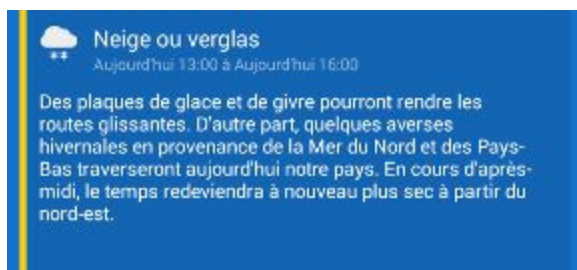 Neige ou verglas
Aujourd'hui 13:00 à Aujourd'hui 16:00
Des plaques de glace et de givre pourront rendre les
routes glissantes. D'autre part, quelques averses
hivernales en provenance de la Mer du Nord et des Pays-
Bas traverseront aujourd'hui notre pays. En cours d'après-
midi, le temps redeviendra à nouveau plus sec à partir du
nord-est.